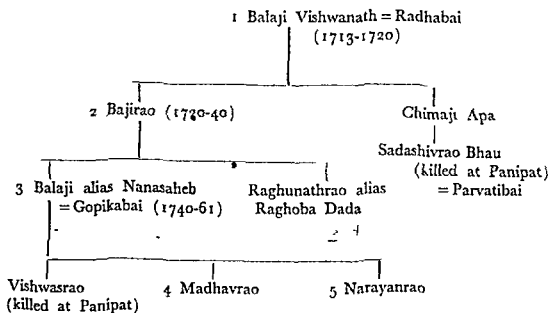 1 Balaji Vishwanath = Radhabai
(1713-1720)
2 Bajirao (1720-40)
Chimaji Apa
Sadashivrao Bhau
(killed at Panipat)
= Parvatibai
3 Balaji alias Nanasaheb
= Gopikabai (1740-61)
Raghunathrao alias
Raghoba Dada
Vishwasrao
(killed at Panipat)
4 Madhavrao
5 Narayanrao